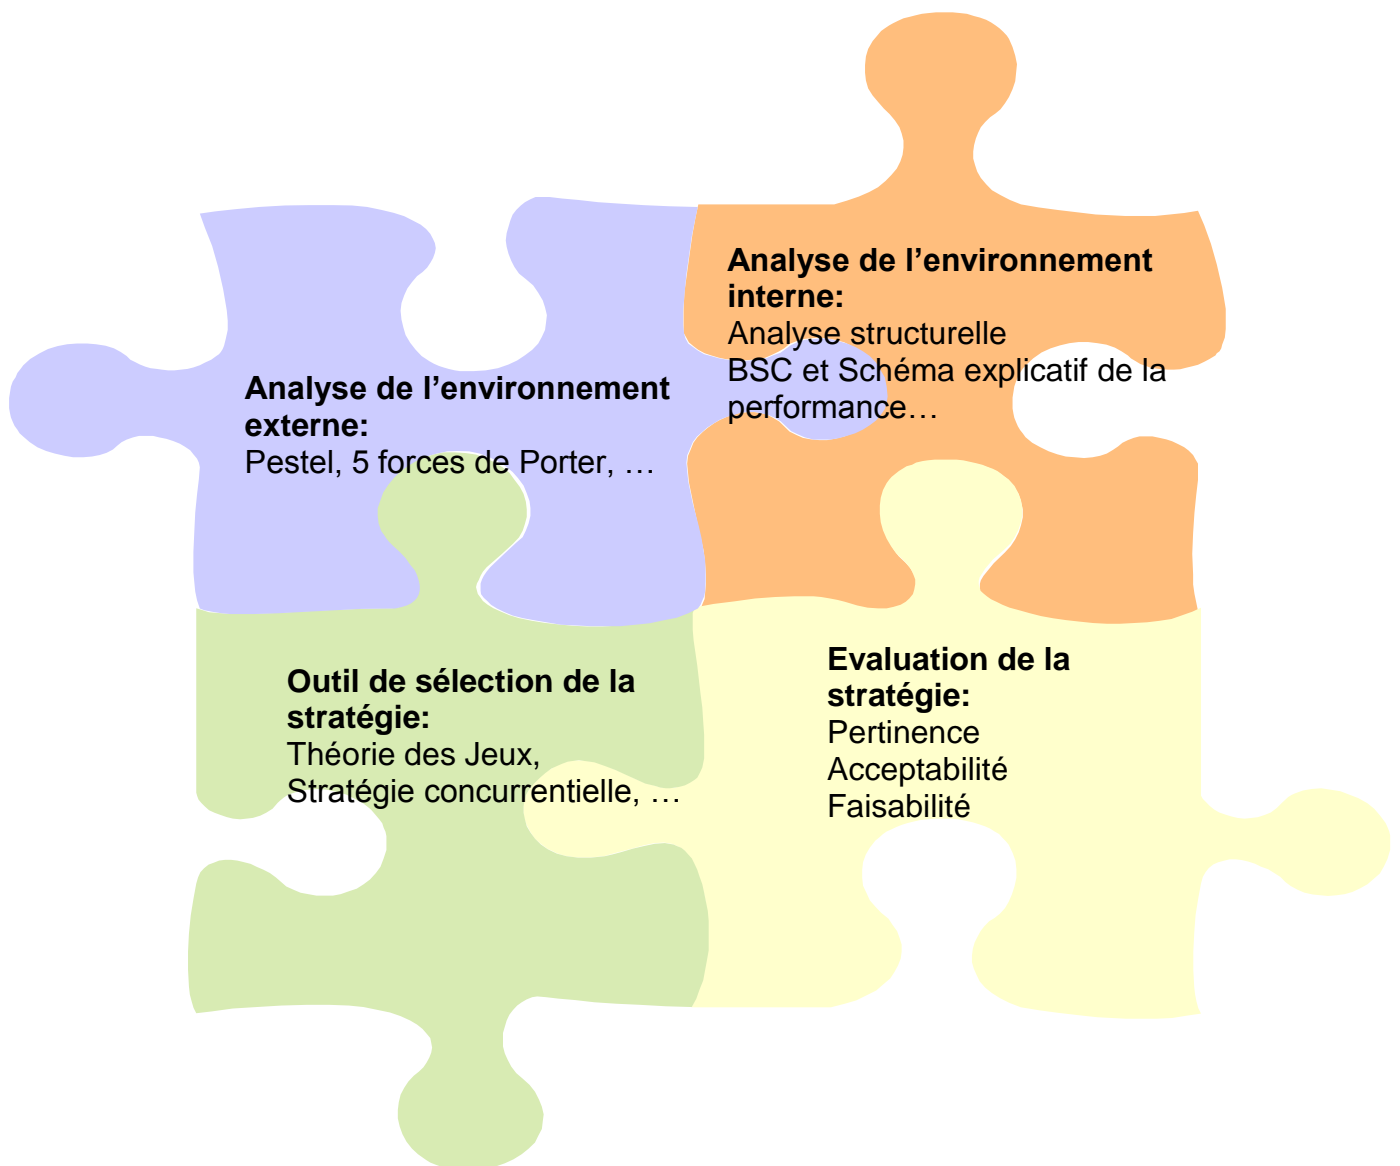 Analyse de l’environnement
interne:
Analyse structurelle
BSC et Schéma explicatif de la
performance…
Analyse de l’environnement
externe:
Pestel, 5 forces de Porter, …
Outil de sélection de la
stratégie:
Théorie des Jeux,
Stratégie concurrentielle, …
Evaluation de la
stratégie:
Pertinence
Acceptabilité
Faisabilité